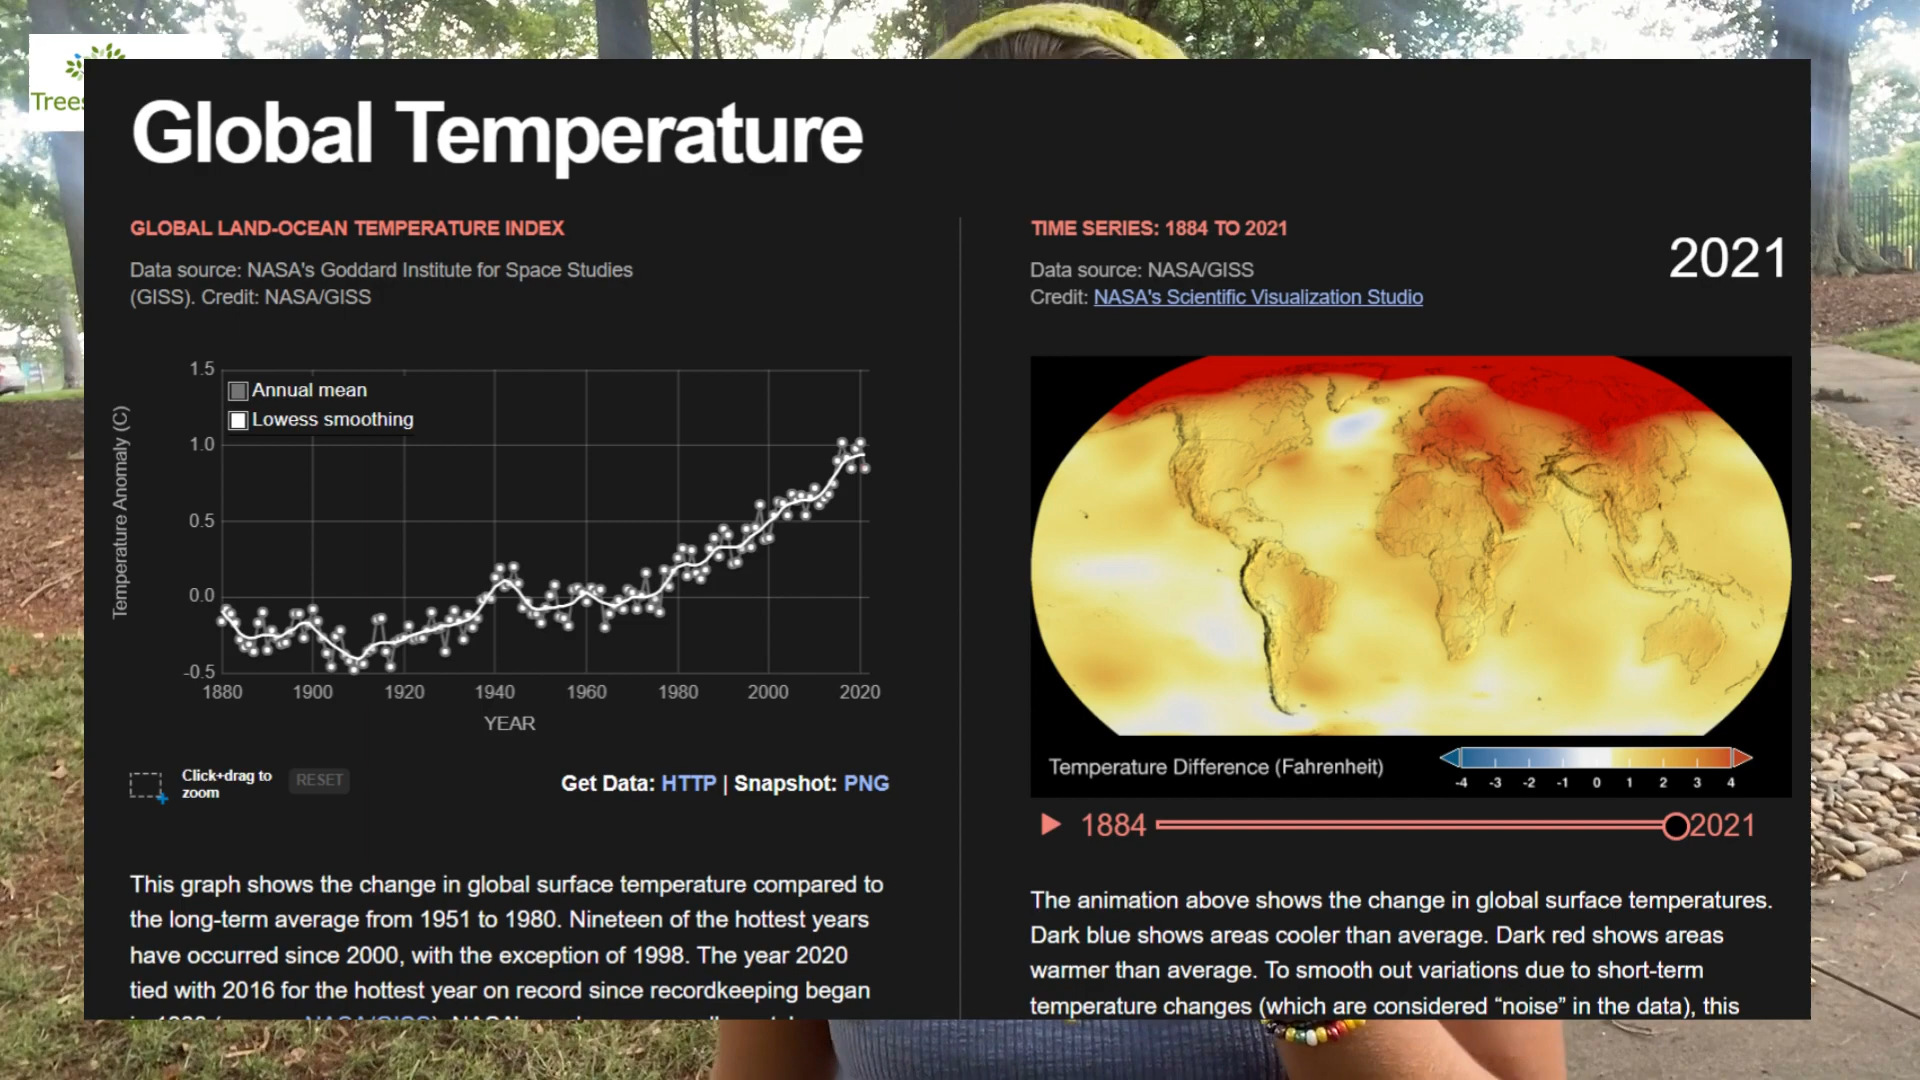 Trees
Global Temperature
GLOBAL LAND-OCEAN TEMPERATURE INDEX
Data source: NASA's Goddard Institute for Space Studies
(GISS). Credit: NASA/GISS
1.5
1.0
0.5
0.0
-0.5
Temperature Anomaly (C)
Annual mean
Lowess smoothing
1880 1900 1920 1940 1960 1980 2000 2020
YEAR
Click+drag to
zoom
RESET
Get Data: HTTP | Snapshot: PNG
This graph shows the change in global surface temperature compared to
the long-term average from 1951 to 1980. Nineteen of the hottest years
have occurred since 2000, with the exception of 1998. The year 2020
tied with 2016 for the hottest year on record since recordkeeping began
TIME SERIES: 1884 TO 2021
2021
Data source: NASA/GISS
Credit: NASA's Scientific Visualization Studio
Temperature Difference (Fahrenheit)
-4 -3 -2 -1 0 1 2 3 4
1884 2021
The animation above shows the change in global surface temperatures.
Dark blue shows areas cooler than average. Dark red shows areas
warmer than average. To smooth out variations due to short-term
temperature changes (which are considered “noise” in the data), this